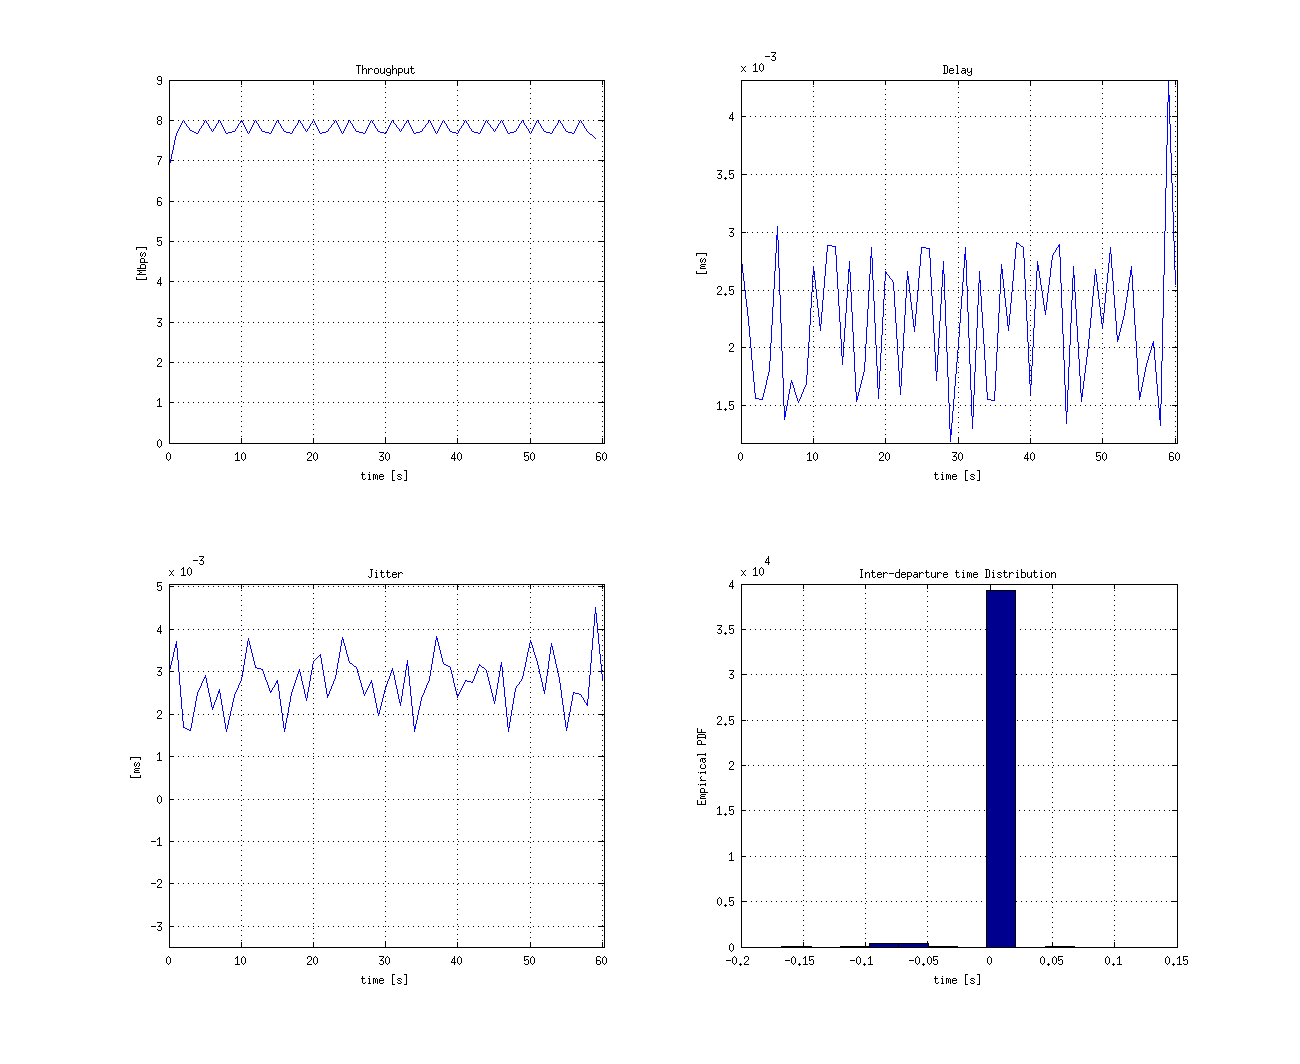 Throughput
9
8
7
6
5
4
3
2
1
0
[Mbps]
0 10 20 30 40 50 60
time [s]
x 10^-3
Delay
4
3.5
3
2.5
2
1.5
[ms]
0 10 20 30 40 50 60
time [s]
x 10^-3
Jitter
5
4
3
2
1
0
-1
-2
-3
[ms]
0 10 20 30 40 50 60
time [s]
x 10^4
Inter-departure time Distribution
4
3.5
3
2.5
2
1.5
1
0.5
0
Empirical PDF
-0.2 -0.15 -0.1 -0.05 0 0.05 0.1 0.15
time [s]